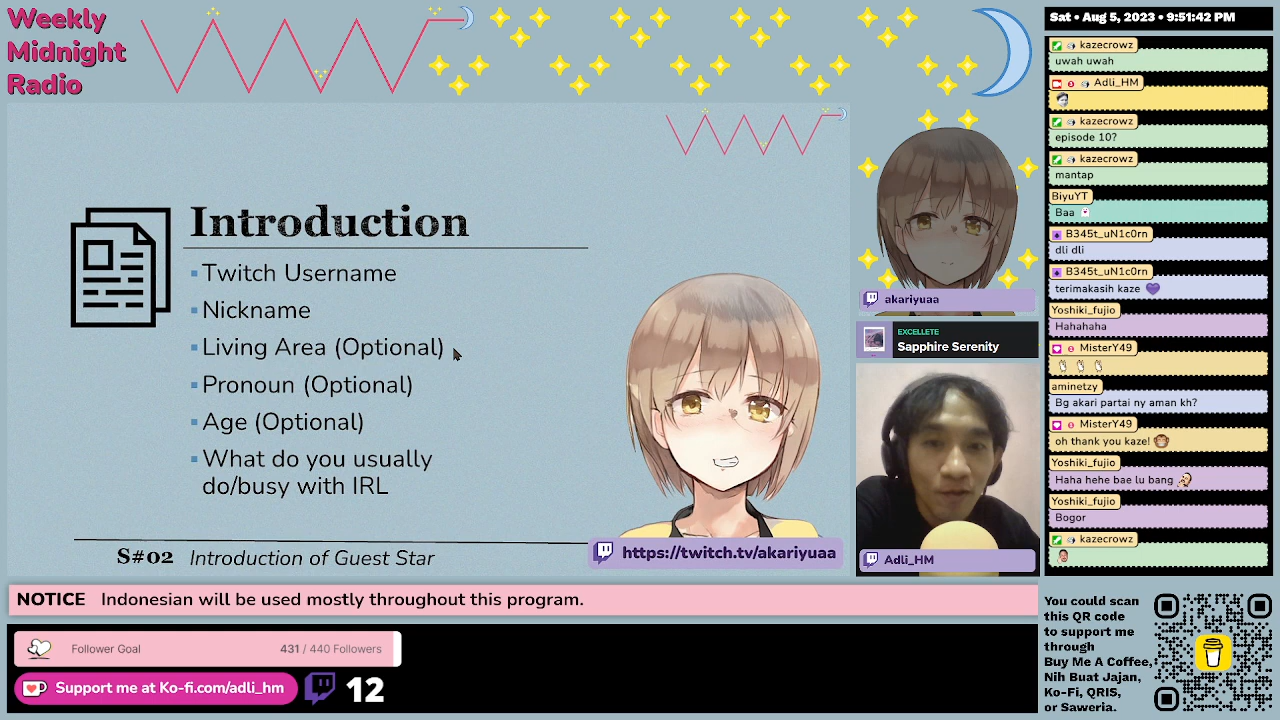 Weekly
Midnight
Radio
Introduction
Twitch Username
Nickname
Living Area (Optional)
Pronoun (Optional)
Age (Optional)
What do you usually
do/busy with IRL
S#02 Introduction of Guest Star
https://twitch.tv/akariyuaa
akariyuaa
EXCELLETE
Sapphire Serenity
Adli_HM
Sat • Aug 5, 2023 • 9:51:42 PM
kazecrowz
uwah uwah
Adli_HM
kazecrowz
episode 10?
kazecrowz
mantap
BiyuYT
Baa
B345t_uN1c0rn
dli dli
B345t_uN1c0rn
terimakasih kaze
Yoshiki_fujio
Hahahaha
MisterY49
aminetzy
Bg akari partai ny aman kh?
MisterY49
oh thank you kaze!
Yoshiki_fujio
Haha hehe bae lu bang
Yoshiki_fujio
Bogor
kazecrowz
NOTICE Indonesian will be used mostly throughout this program.
Follower Goal 431 / 440 Followers
Support me at Ko-fi.com/adli_hm
12
You could scan
this QR code
to support me
through
Buy Me A Coffee,
Nih Buat Jajan,
Ko-Fi, QRIS,
or Saweria.